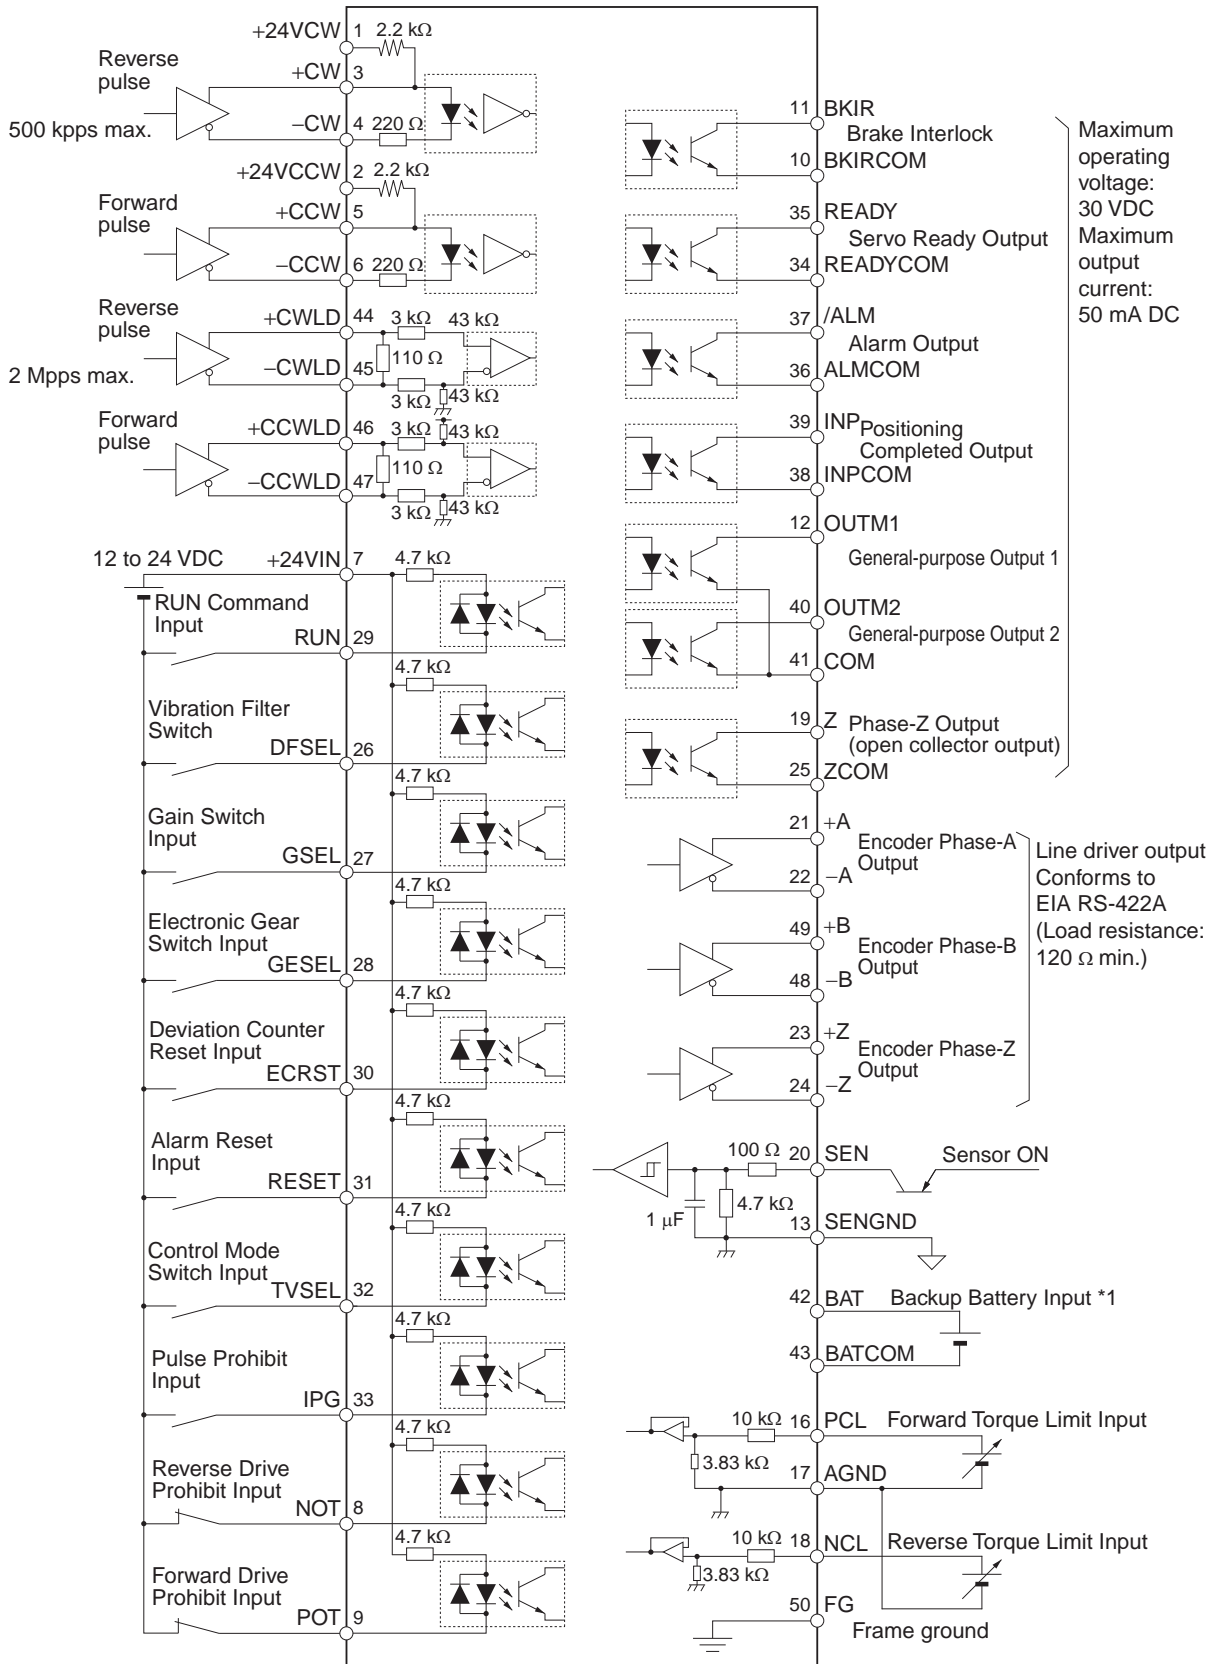 +24VCW 1 2.2 kΩ
Reverse
pulse
+CW 3
500 kpps max.
−CW 4 220 Ω
+24VCCW 2 2.2 kΩ
Forward
pulse
+CCW 5
−CCW 6 220 Ω
Reverse
pulse
+CWLD 44 3 kΩ 43 kΩ
110 Ω
2 Mpps max.
−CWLD 45
3 kΩ 43 kΩ
Forward
pulse
+CCWLD 46 3 kΩ 43 kΩ
110 Ω
−CCWLD 47
3 kΩ 43 kΩ
12 to 24 VDC
+24VIN 7 4.7 kΩ
RUN Command
Input
RUN 29
4.7 kΩ
Vibration Filter
Switch
DFSEL 26
4.7 kΩ
Gain Switch
Input
GSEL 27
4.7 kΩ
Electronic Gear
Switch Input
GESEL 28
4.7 kΩ
Deviation Counter
Reset Input
ECRST 30
4.7 kΩ
Alarm Reset
Input
RESET 31
4.7 kΩ
Control Mode
Switch Input
TVSEL 32
4.7 kΩ
Pulse Prohibit
Input
IPG 33
4.7 kΩ
Reverse Drive
Prohibit Input
NOT 8
4.7 kΩ
Forward Drive
Prohibit Input
POT 9
11 BKIR
Brake Interlock
10 BKIRCOM
35 READY
Servo Ready Output
34 READYCOM
37 /ALM
Alarm Output
36 ALMCOM
39 INP
Positioning
Completed Output
38 INPCOM
12 OUTM1
General-purpose Output 1
40 OUTM2
General-purpose Output 2
41 COM
19 Z
Phase-Z Output
(open collector output)
25 ZCOM
Maximum
operating
voltage:
30 VDC
Maximum
output
current:
50 mA DC
21 +A
Encoder Phase-A
Output
22 −A
49 +B
Encoder Phase-B
Output
48 −B
23 +Z
Encoder Phase-Z
Output
24 −Z
Line driver output
Conforms to
EIA RS-422A
(Load resistance:
120 Ω min.)
100 Ω 20 SEN
Sensor ON
4.7 kΩ
1 µF
13 SENGND
42 BAT
Backup Battery Input *1
43 BATCOM
10 kΩ 16 PCL
Forward Torque Limit Input
3.83 kΩ
17 AGND
10 kΩ 18 NCL
Reverse Torque Limit Input
3.83 kΩ
50 FG
Frame ground